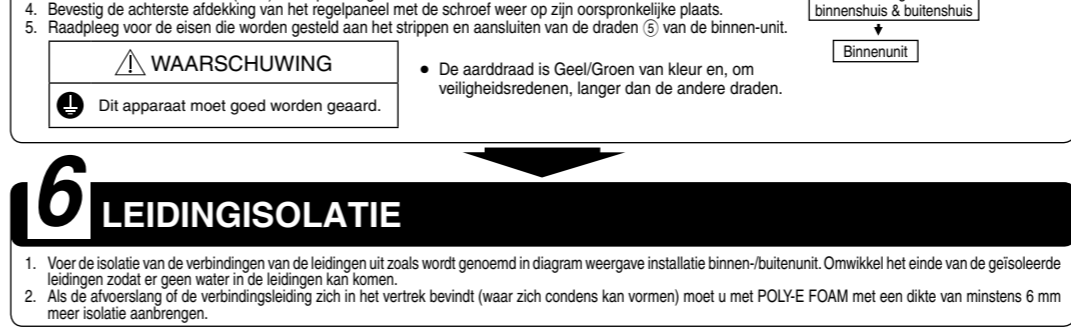 4. Bevestig de achterste afdekking van het regelpaneel met de schroef weer op zijn oorspronkelijke plaats.
5. Raadpleeg voor de eisen die worden gesteld aan het strippen en aansluiten van de draden ⑤ van de binnen-unit.
binnenshuis & buitenshuis
Binnenunit
WAARSCHUWING
Dit apparaat moet goed worden geaard.
• De aarddraad is Geel/Groen van kleur en, om
veiligheidsredenen, langer dan de andere draden.
6
LEIDINGISOLATIE
1. Voer de isolatie van de verbindingen van de leidingen uit zoals wordt genoemd in diagram weergave installatie binnen-/buitenunit. Omwikkel het einde van de geïsoleerde
leidingen zodat er geen water in de leidingen kan komen.
2. Als de afvoerslang of de verbindingsleiding zich in het vertrek bevindt (waar zich condens kan vormen) moet u met POLY-E FOAM met een dikte van minstens 6 mm
meer isolatie aanbrengen.